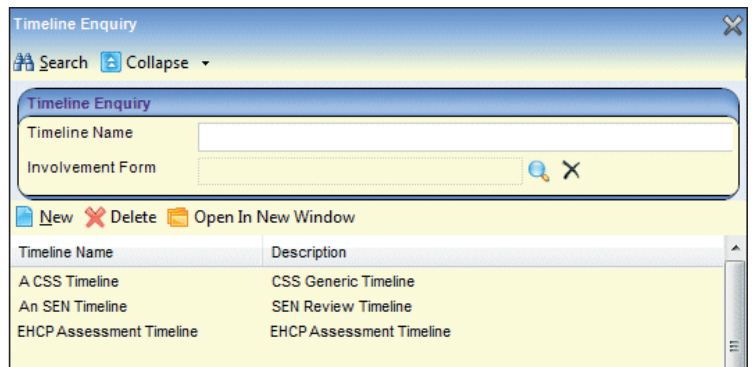 Timeline Enquiry
Search Collapse
Timeline Enquiry
Timeline Name
Involvement Form
New Delete Open In New Window
Timeline Name Description
A CSS Timeline CSS Generic Timeline
An SEN Timeline SEN Review Timeline
EHCP Assessment Timeline EHCP Assessment Timeline